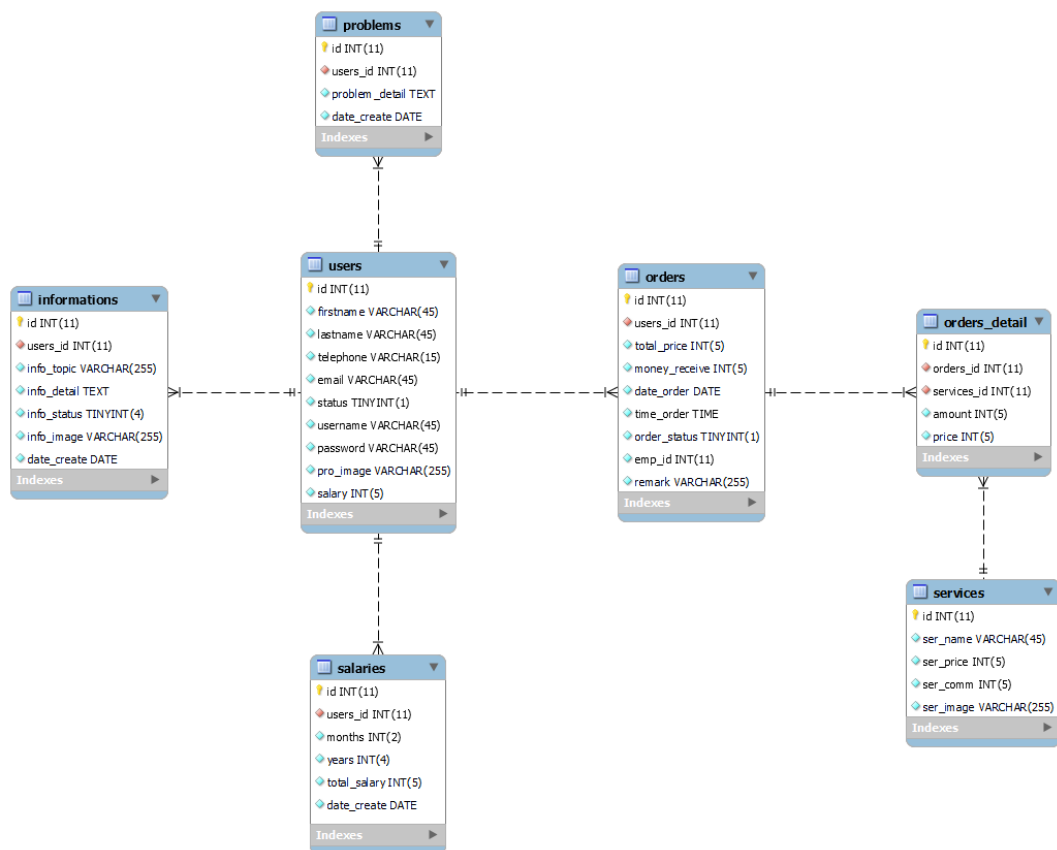 problems
id INT(11)
users_id INT(11)
problem_detail TEXT
date_create DATE
Indexes
users
id INT(11)
firstname VARCHAR(45)
lastname VARCHAR(45)
telephone VARCHAR(15)
email VARCHAR(45)
status TINYINT(1)
username VARCHAR(45)
password VARCHAR(45)
pro_image VARCHAR(255)
salary INT(5)
Indexes
informations
id INT(11)
users_id INT(11)
info_topic VARCHAR(255)
info_detail TEXT
info_status TINYINT(4)
info_image VARCHAR(255)
date_create DATE
Indexes
orders
id INT(11)
users_id INT(11)
total_price INT(5)
money_receive INT(5)
date_order DATE
time_order TIME
order_status TINYINT(1)
emp_id INT(11)
remark VARCHAR(255)
Indexes
orders_detail
id INT(11)
orders_id INT(11)
services_id INT(11)
amount INT(5)
price INT(5)
Indexes
services
id INT(11)
ser_name VARCHAR(45)
ser_price INT(5)
ser_comm INT(5)
ser_image VARCHAR(255)
Indexes
salaries
id INT(11)
users_id INT(11)
months INT(2)
years INT(4)
total_salary INT(5)
date_create DATE
Indexes